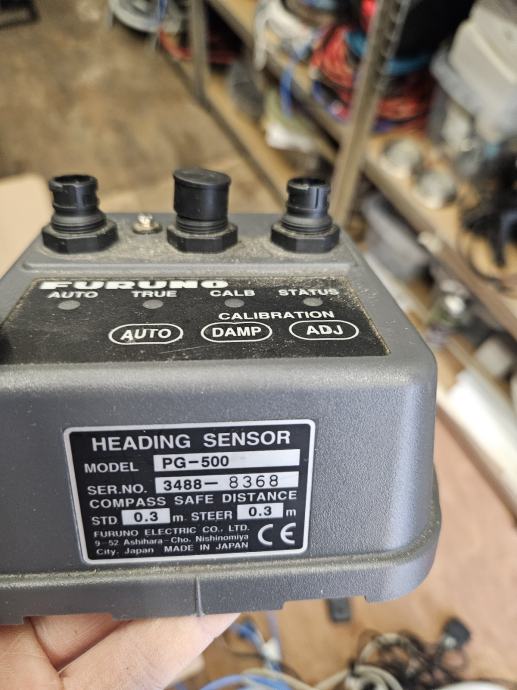 FURUNO
AUTO TRUE CALB STATUS
CALIBRATION
AUTO DAMP ADJ
HEADING SENSOR
MODEL PG-500
SER.NO. 3488- 8368
COMPASS SAFE DISTANCE
STD 0.3 m STEER 0.3 m
FURUNO ELECTRIC CO., LTD.
9-52 Ashihara-Cho. Nishinomiya
City. Japan MADE IN JAPAN CE